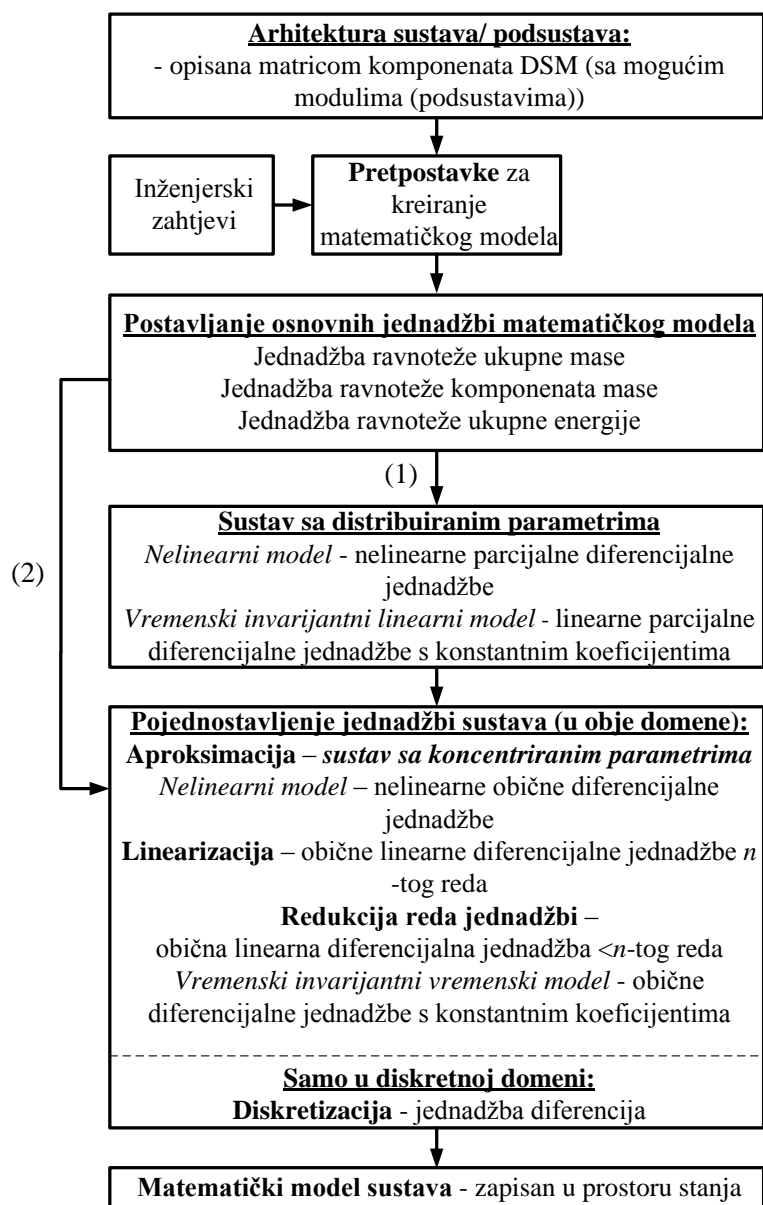 Arhitektura sustava/ podsustava:
- opisana matricom komponenata DSM (sa mogućim
modulima (podsustavima))
Inženjerski
zahtjevi
Pretpostavke za
kreiranje
matematičkog modela
Postavljanje osnovnih jednadžbi matematičkog modela
Jednadžba ravnoteže ukupne mase
Jednadžba ravnoteže komponenata mase
Jednadžba ravnoteže ukupne energije
(1)
(2)
Sustav sa distribuiranim parametrima
Nelinearni model - nelinearne parcijalne diferencijalne
jednadžbe
Vremenski invarijantni linearni model - linearne parcijalne
diferencijalne jednadžbe s konstantnim koeficijentima
Pojednostavljenje jednadžbi sustava (u obje domene):
Aproksimacija – sustav sa koncentriranim parametrima
Nelinearni model – nelinearne obične diferencijalne
jednadžbe
Linearizacija – obične linearne diferencijalne jednadžbe n
-tog reda
Redukcija reda jednadžbi –
obična linearna diferencijalna jednadžba <n-tog reda
Vremenski invarijantni vremenski model - obične
diferencijalne jednadžbe s konstantnim koeficijentima
Samo u diskretnoj domeni:
Diskretizacija - jednadžba diferencija
Matematički model sustava - zapisan u prostoru stanja